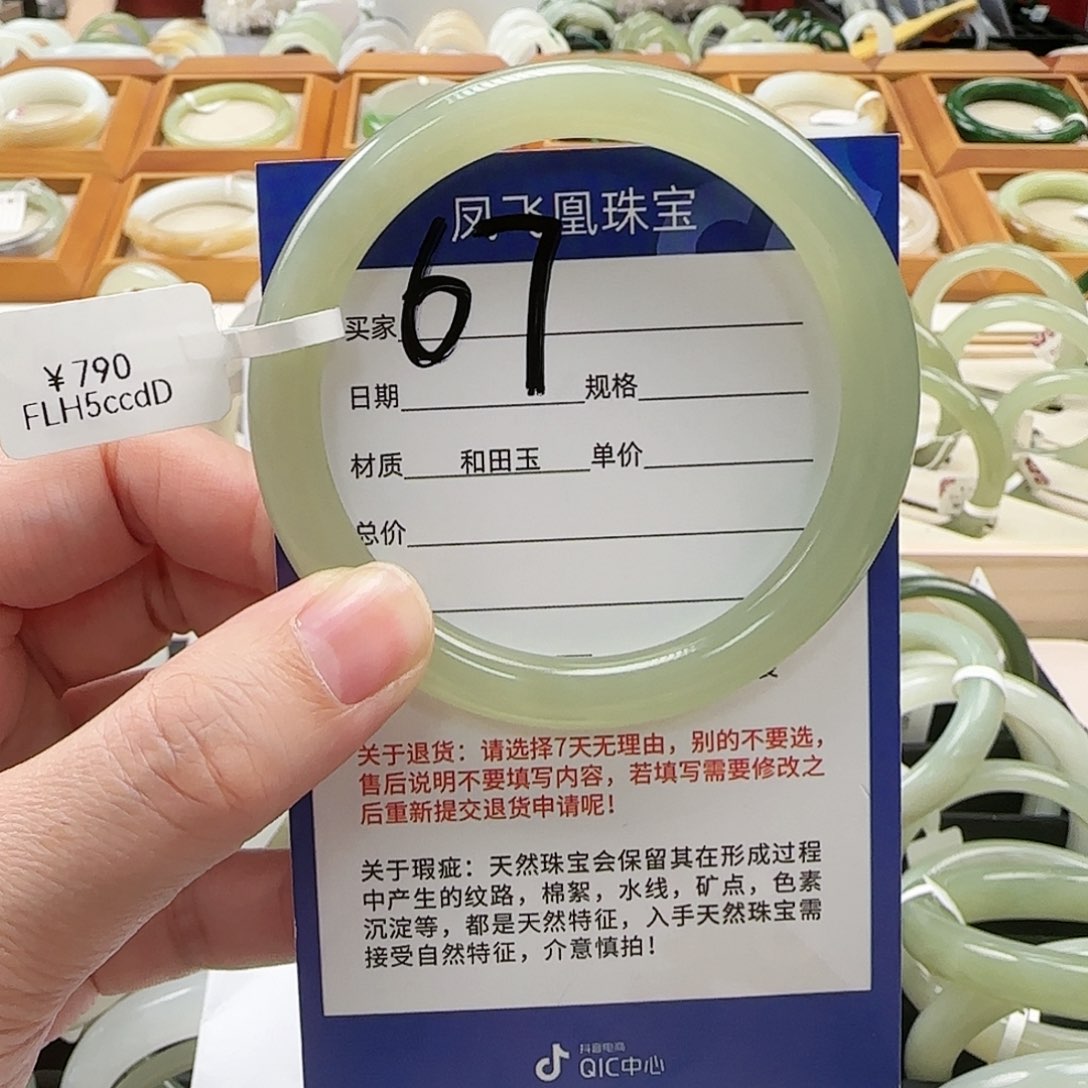 凤飞凰珠宝
67
买家
日期 规格
材质 和田玉 单价
总价
¥790
FLH5ccdD
关于退货：请选择7天无理由，别的不要选，
售后说明不要填写内容，若填写需要修改之
后重新提交退货申请呢！
关于瑕疵：天然珠宝会保留其在形成过程
中产生的纹路，棉絮，水线，矿点，色素
沉淀等，都是天然特征，入手天然珠宝需
接受自然特征，介意慎拍！
抖音电商
QIC中心